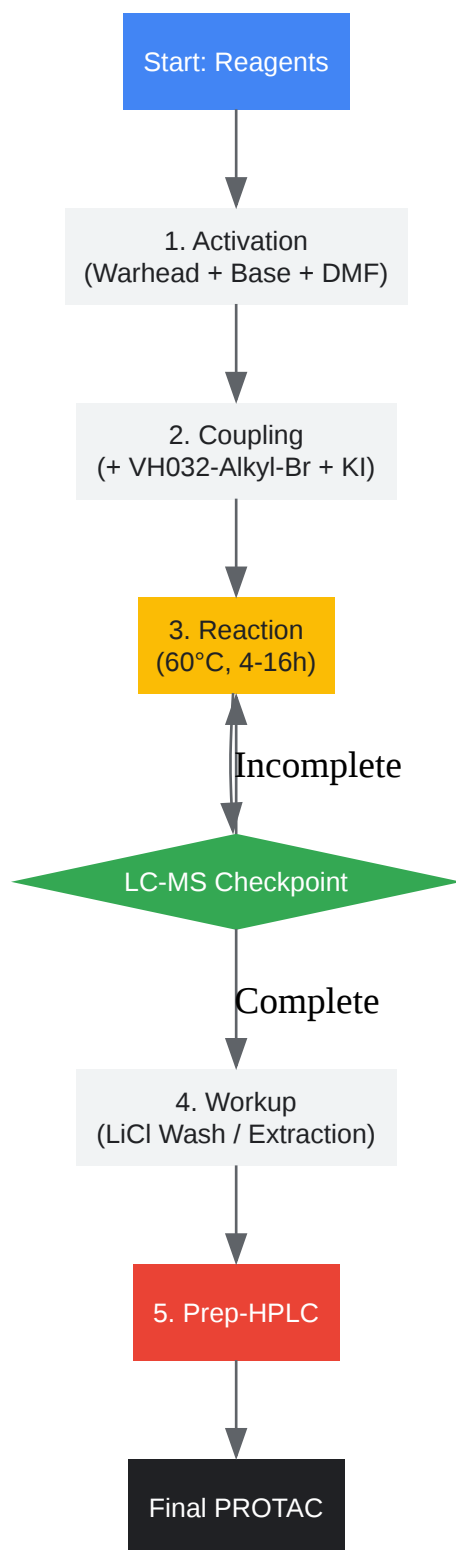 Start: Reagents
1. Activation
(Warhead + Base + DMF)
2. Coupling
(+ VH032-Alkyl-Br + KI)
3. Reaction
(60°C, 4-16h)
Incomplete
LC-MS Checkpoint
Complete
4. Workup
(LiCl Wash / Extraction)
5. Prep-HPLC
Final PROTAC